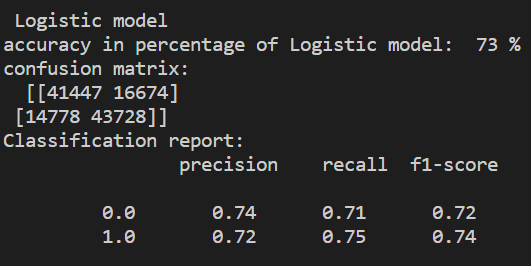 Logistic model
accuracy in percentage of Logistic model:  73 %
confusion matrix:
[[41447 16674]
[14778 43728]]
Classification report:
precision    recall  f1-score
0.0       0.74      0.71      0.72
1.0       0.72      0.75      0.74